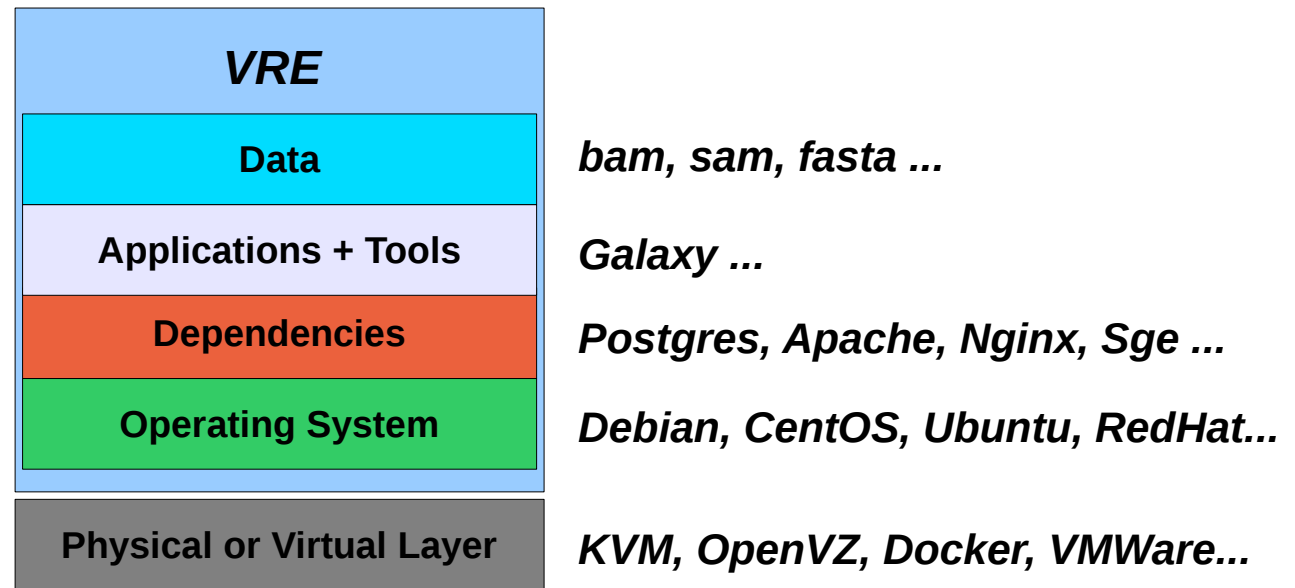 VRE
Data
bam, sam, fasta ...
Applications + Tools
Galaxy ...
Dependencies
Postgres, Apache, Nginx, Sge ...
Operating System
Debian, CentOS, Ubuntu, RedHat...
Physical or Virtual Layer
KVM, OpenVZ, Docker, VMWare...